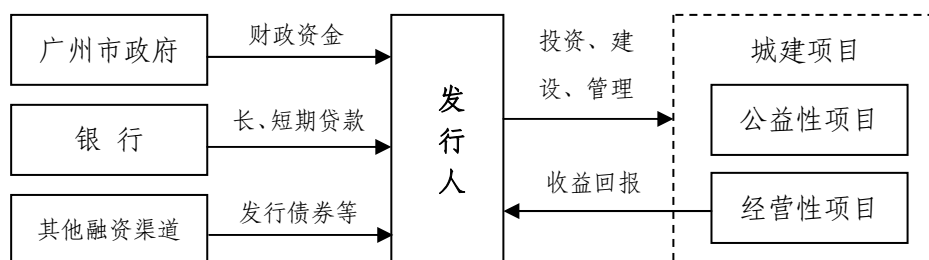 广州市政府
财政资金
银 行
长、短期贷款
其他融资渠道
发行债券等
发
行
人
投资、建
设、管理
收益回报
城建项目
公益性项目
经营性项目